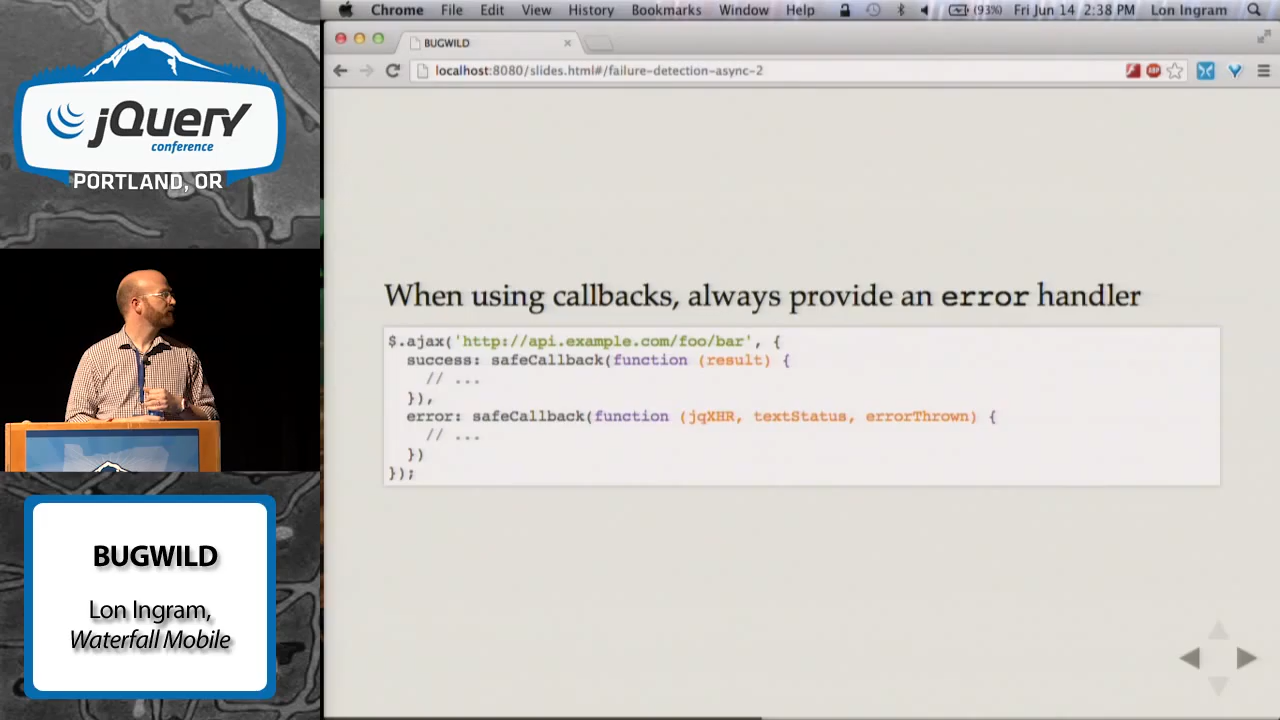 jQuery
conference
PORTLAND, OR
BUGWILD
Lon Ingram,
Waterfall Mobile
Chrome File Edit View History Bookmarks Window Help (93%) Fri Jun 14 2:38 PM Lon Ingram
BUGWILD
localhost:8080/slides.html#/failure-detection-async-2
ABP
When using callbacks, always provide an error handler
$.ajax('http://api.example.com/foo/bar', {
  success: safeCallback(function (result) {
    // ...
  }),
  error: safeCallback(function (jqXHR, textStatus, errorThrown) {
    // ...
  })
});